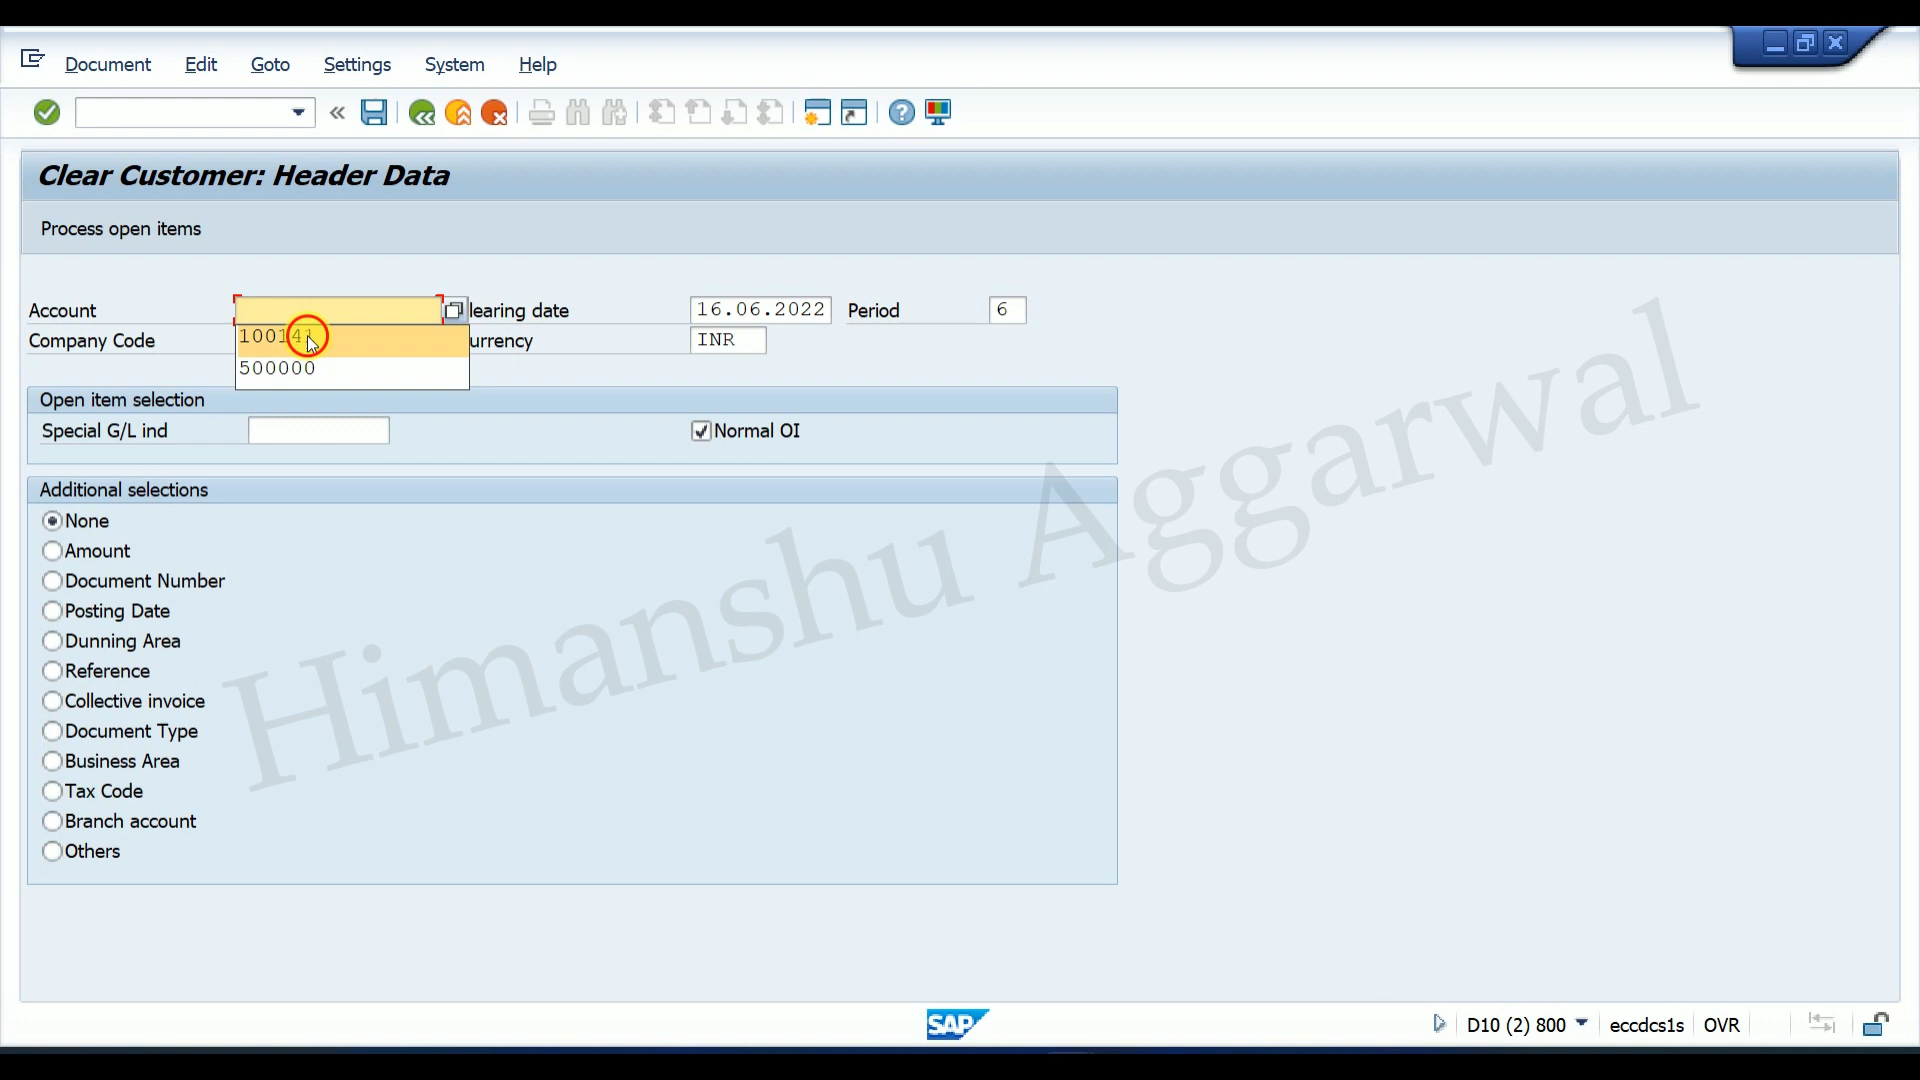 Document Edit Goto Settings System Help
Clear Customer: Header Data
Process open items
Account learing date 16.06.2022 Period 6
100141
Company Code urrency INR
500000
Open item selection
Special G/L ind Normal OI
Additional selections
None
Amount
Document Number
Posting Date
Dunning Area
Reference
Collective invoice
Document Type
Business Area
Tax Code
Branch account
Others
Himanshu Aggarwal
SAP D10 (2) 800 eccdcs1s OVR